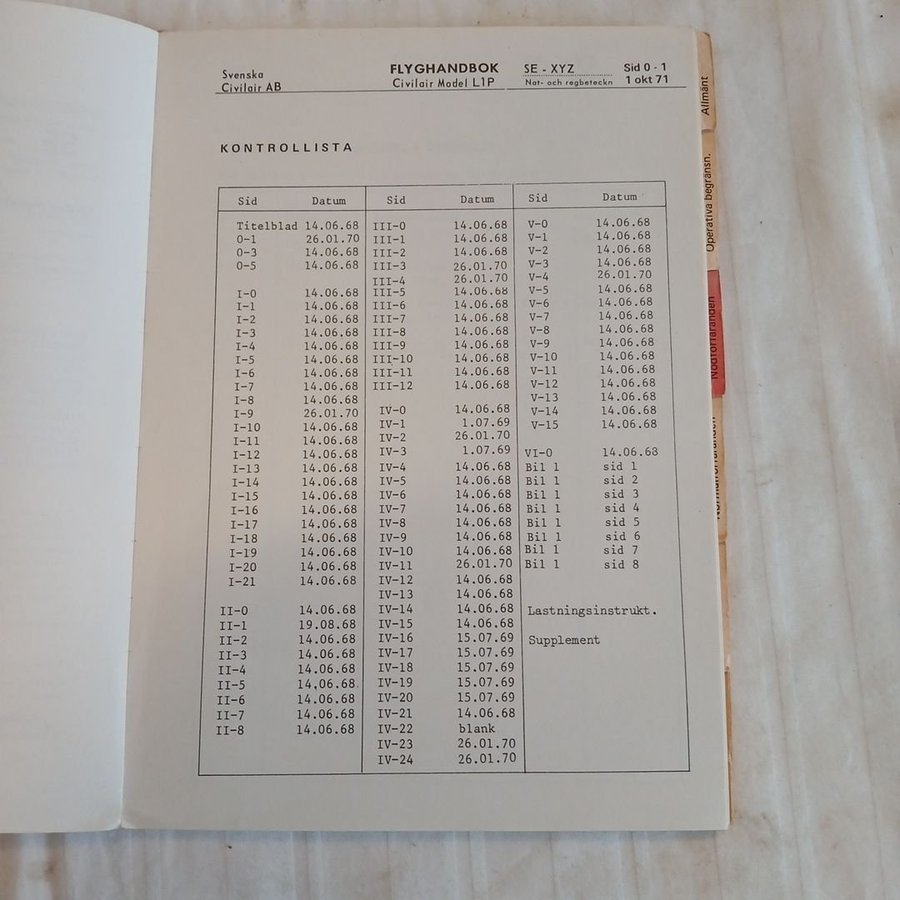 Svenska
Civilair AB
FLYGHANDBOK
Civilair Model L1P
SE - XYZ
Nat- och regbeteckn
Sid 0 - 1
1 okt 71
KONTROLLISTA
Sid Datum
Titelblad 14.06.68
0-1 26.01.70
0-3 14.06.68
0-5 14.06.68
I-0 14.06.68
I-1 14.06.68
I-2 14.06.68
I-3 14.06.68
I-4 14.06.68
I-5 14.06.68
I-6 14.06.68
I-7 14.06.68
I-8 14.06.68
I-9 26.01.70
I-10 14.06.68
I-11 14.06.68
I-12 14.06.68
I-13 14.06.68
I-14 14.06.68
I-15 14.06.68
I-16 14.06.68
I-17 14.06.68
I-18 14.06.68
I-19 14.06.68
I-20 14.06.68
I-21 14.06.68
II-0 14.06.68
II-1 19.08.68
II-2 14.06.68
II-3 14.06.68
II-4 14.06.68
II-5 14.06.68.
II-6 14.06.68
II-7 14.06.68
II-8 14.06.68
Sid Datum
III-0 14.06.68
III-1 14.06.68
III-2 14.06.68
III-3 26.01.70
III-4 26.01.70
III-5 14.06.68
III-6 14.06.68
III-7 14.06.68
III-8 14.06.68
III-9 14.06.68
III-10 14.06.68
III-11 14.06.68
III-12 14.06.68
IV-0 14.06.68
IV-1 1.07.69
IV-2 26.01.70
IV-3 1.07.69
IV-4 14.06.68
IV-5 14.06.68
IV-6 14.06.68
IV-7 14.06.68
IV-8 14.06.68
IV-9 14.06.68
IV-10 14.06.68
IV-11 26.01.70
IV-12 14.06.68
IV-13 14.06.68
IV-14 14.06.68
IV-15 14.06.68
IV-16 15.07.69
IV-17 15.07.69
IV-18 15.07.69
IV-19 15.07.69
IV-20 15.07.69
IV-21 14.06.68
IV-22 blank
IV-23 26.01.70
IV-24 26.01.70
Sid Datum
V-0 14.06.68
V-1 14.06.68
V-2 14.06.68
V-3 14.06.68
V-4 26.01.70
V-5 14.06.68
V-6 14.06.68
V-7 14.06.68
V-8 14.06.68
V-9 14.06.68
V-10 14.06.68
V-11 14.06.68
V-12 14.06.68
V-13 14.06.68
V-14 14.06.68
V-15 14.06.68
VI-0 14.06.68
Bil 1 sid 1
Bil 1 sid 2
Bil 1 sid 3
Bil 1 sid 4
Bil 1 sid 5
Bil 1 sid 6
Bil 1 sid 7
Bil 1 sid 8
Lastningsinstrukt.
Supplement
Allmänt
Operativa begränsn.
Nödförfaranden